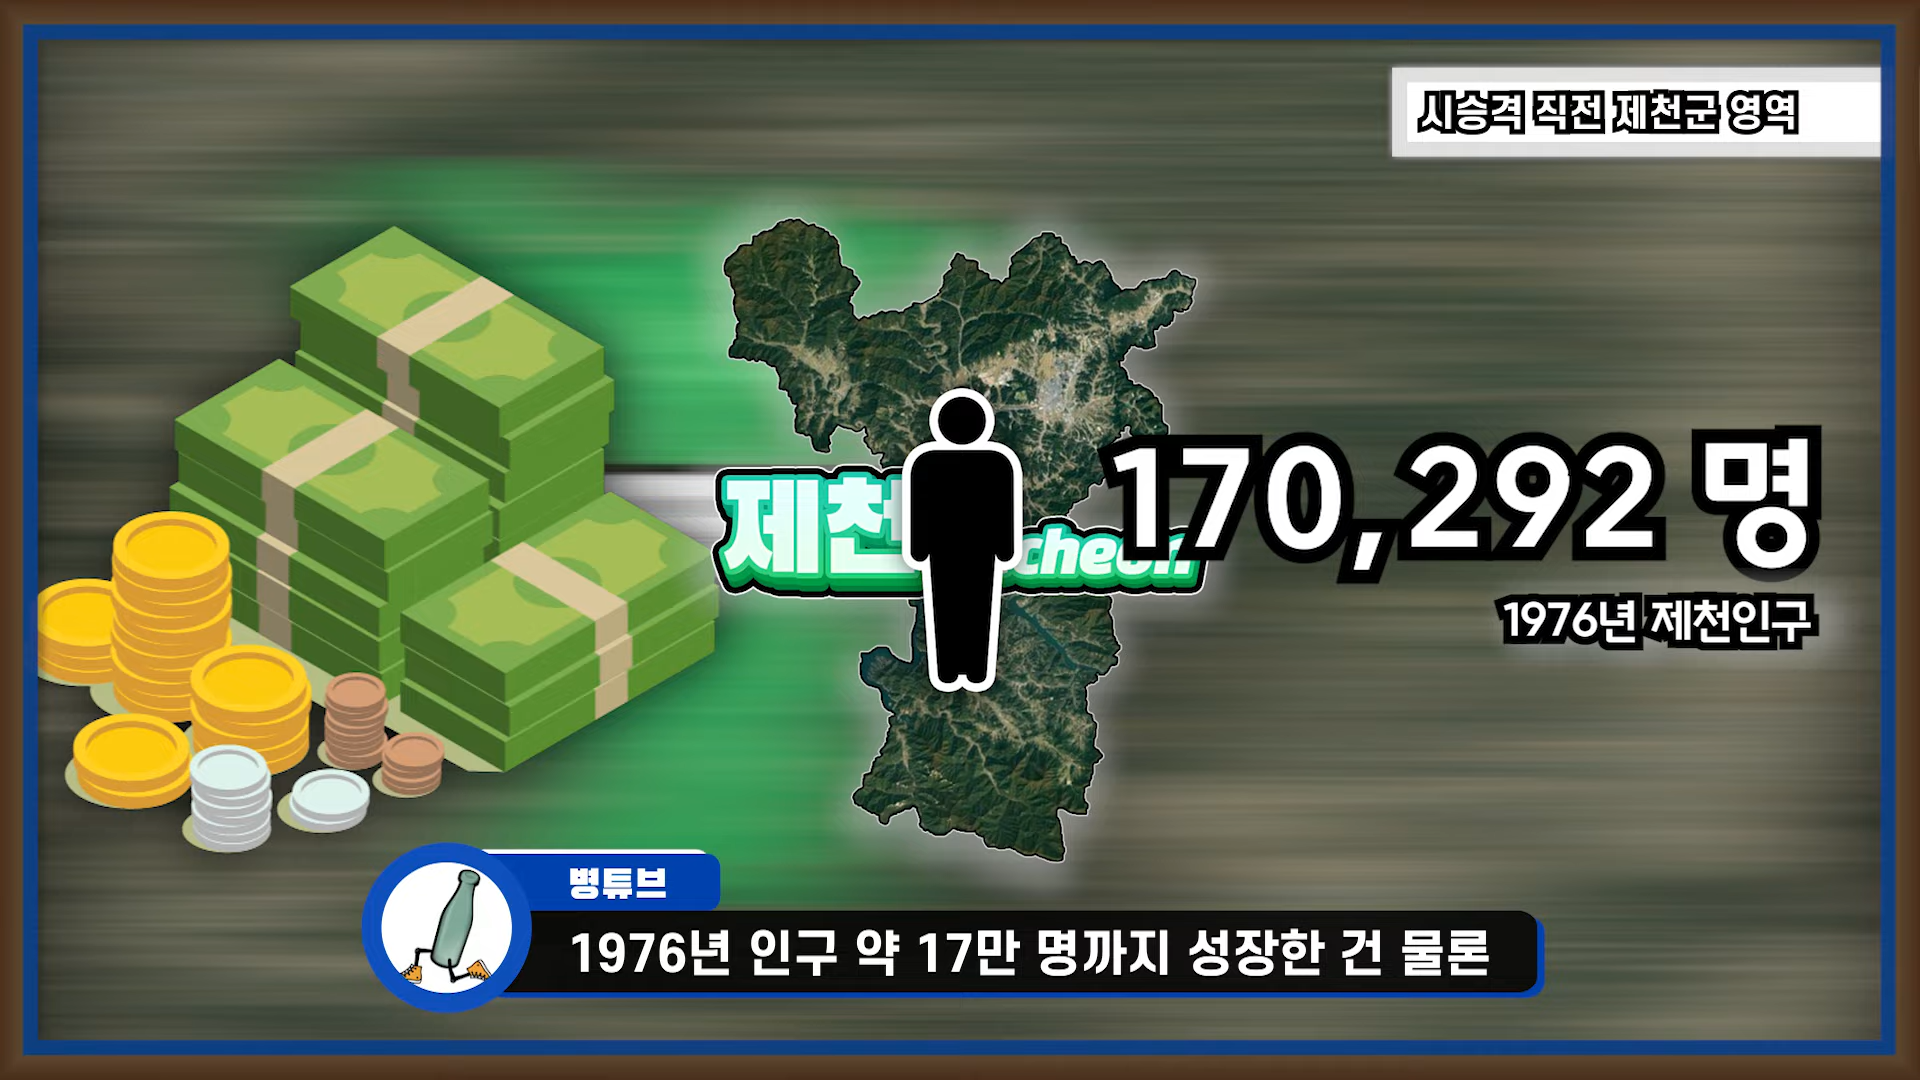 시승격 직전 제천군 영역
170,292 명
1976년 제천인구
제천
cheon
병튜브
1976년 인구 약 17만 명까지 성장한 건 물론